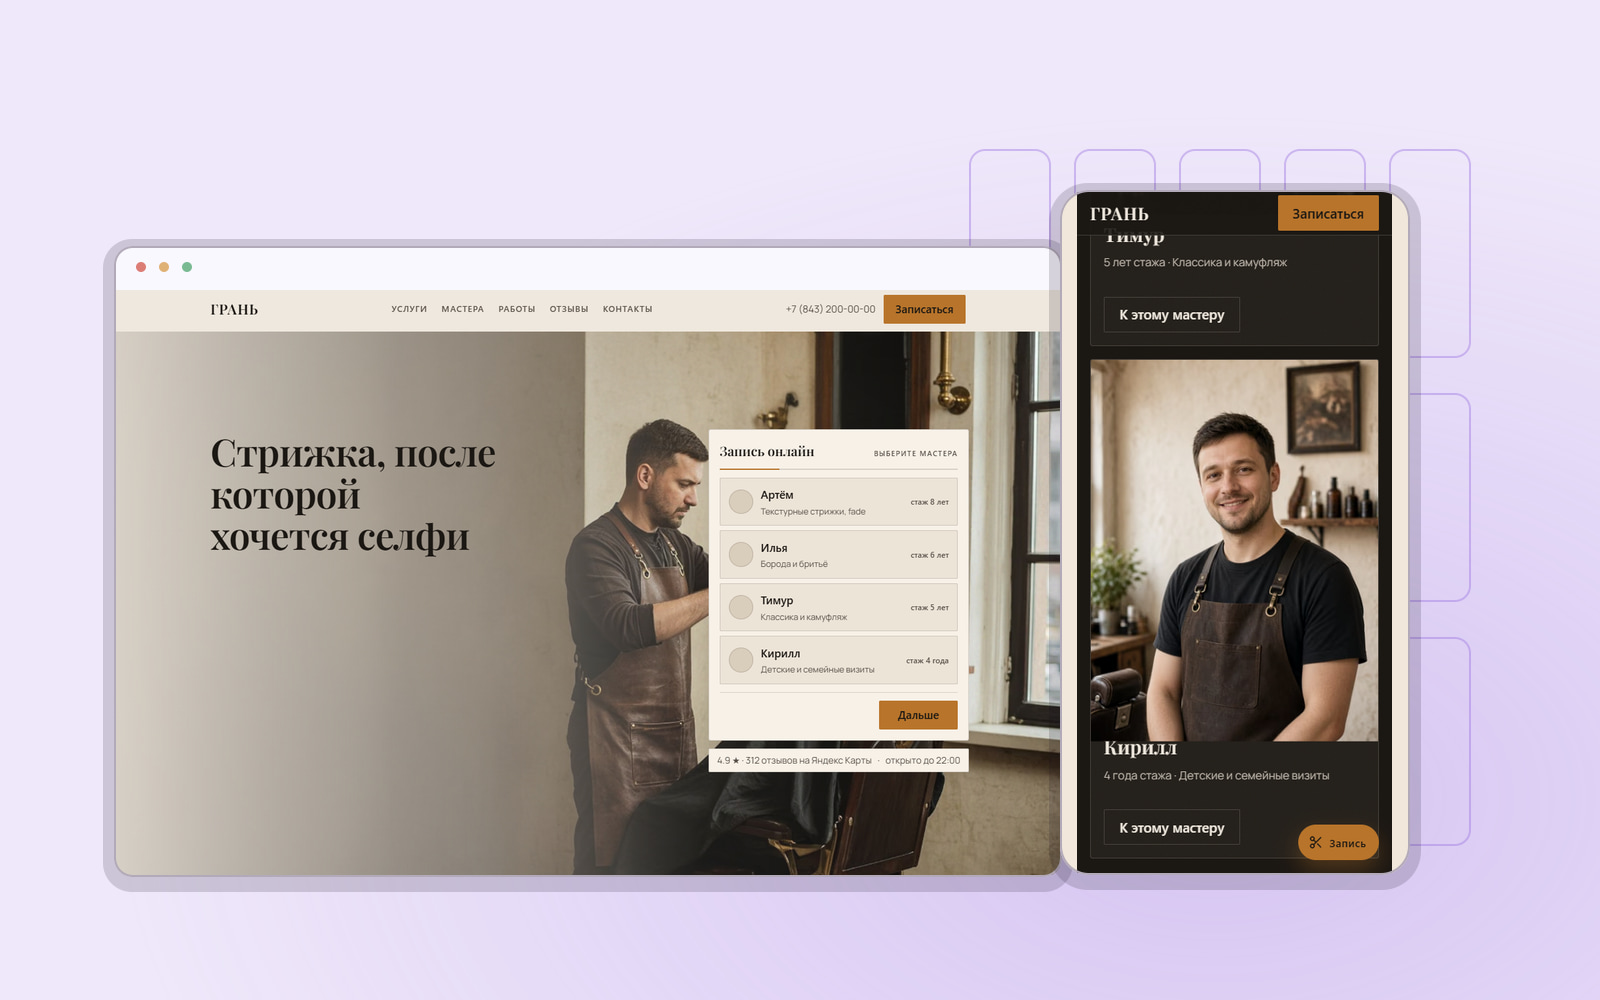 ГРАНЬ
УСЛУГИ МАСТЕРА РАБОТЫ ОТЗЫВЫ КОНТАКТЫ
+7 (843) 200-00-00
Записаться
Стрижка, после
которой
хочется селфи
Запись онлайн
ВЫБЕРИТЕ МАСТЕРА
Артём
Текстурные стрижки, fade
стаж 8 лет
Илья
Борода и бритьё
стаж 6 лет
Тимур
Классика и камуфляж
стаж 5 лет
Кирилл
Детские и семейные визиты
стаж 4 года
Дальше
4.9 ★ · 312 отзывов на Яндекс Карты · открыто до 22:00
ГРАНЬ
Записаться
Тимур
5 лет стажа · Классика и камуфляж
К этому мастеру
Кирилл
4 года стажа · Детские и семейные визиты
К этому мастеру
Запись